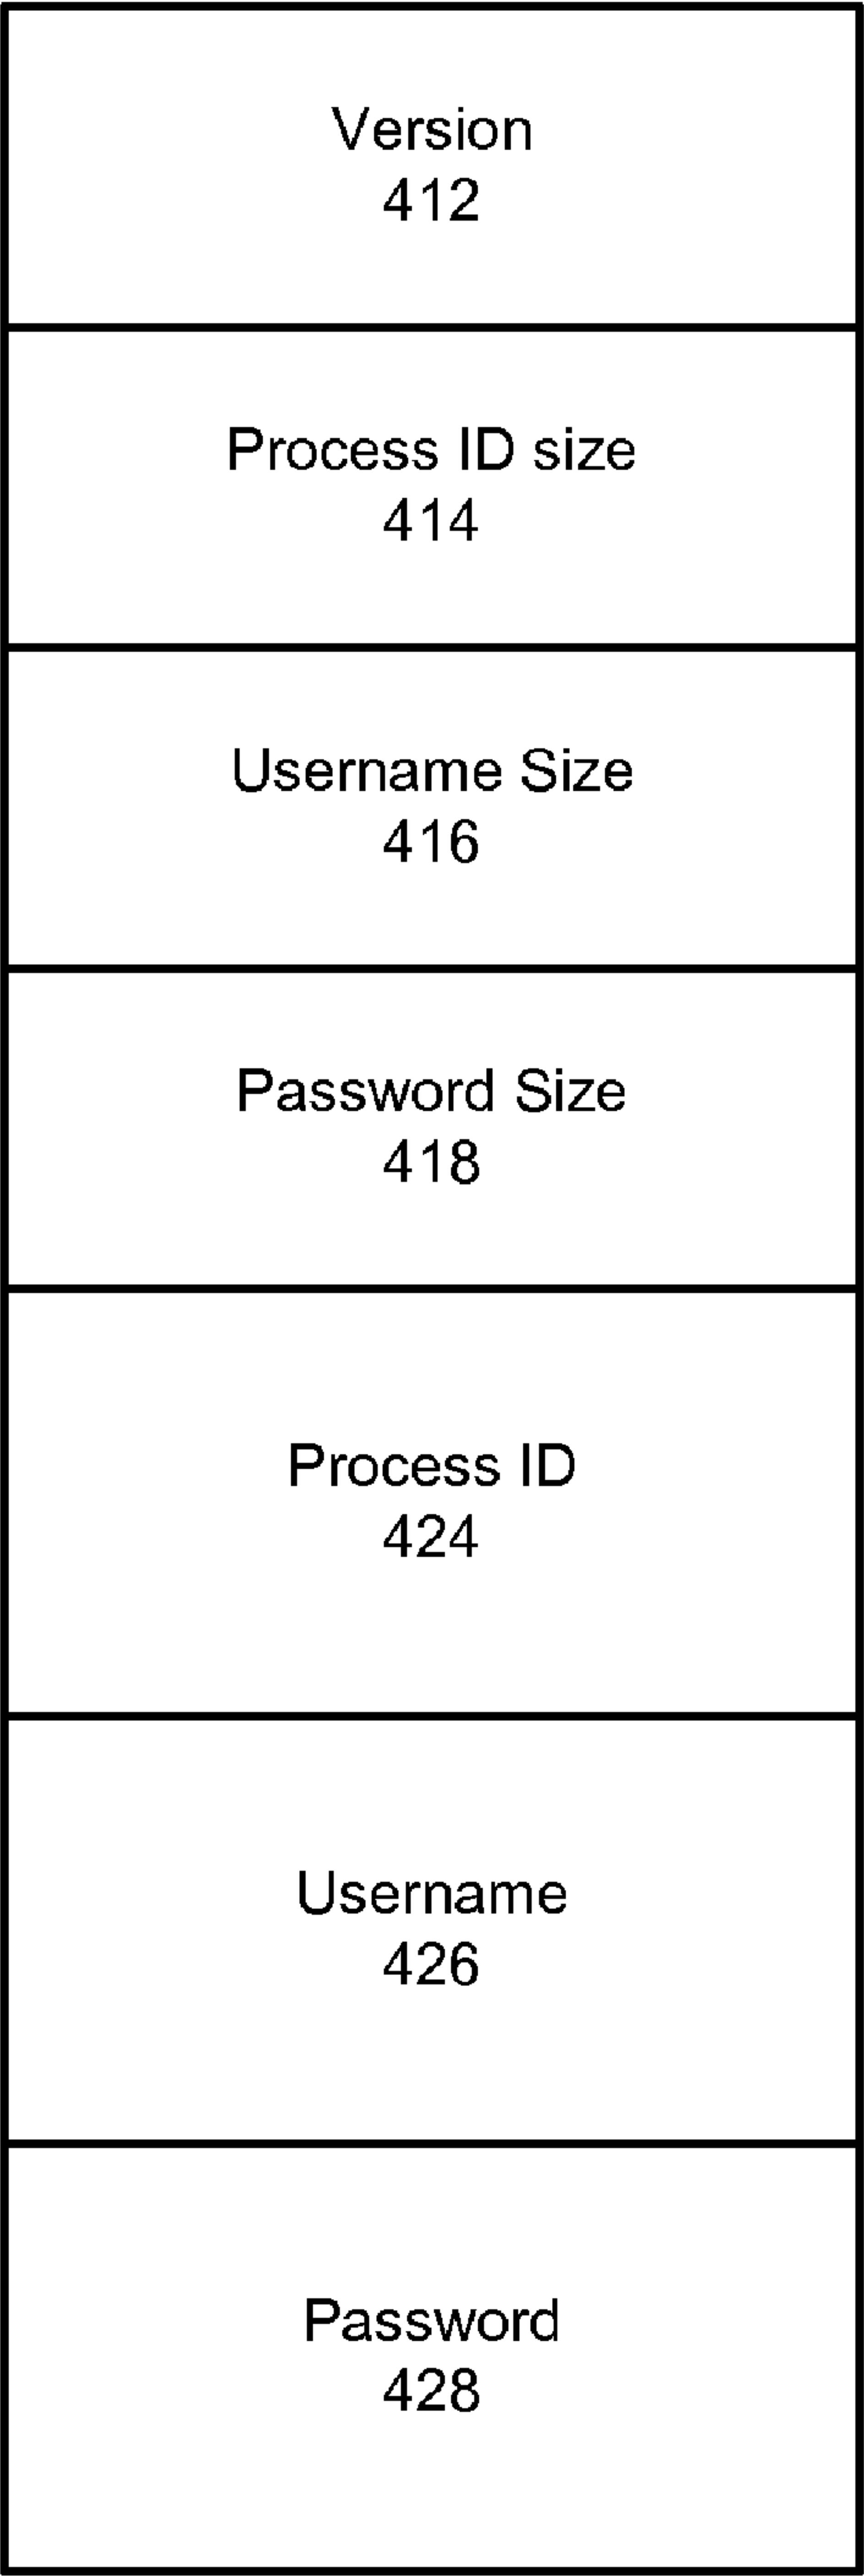 Version
412
Process ID size
414
Username Size
416
Password Size
418
Process ID
424
Username
426
Password
428